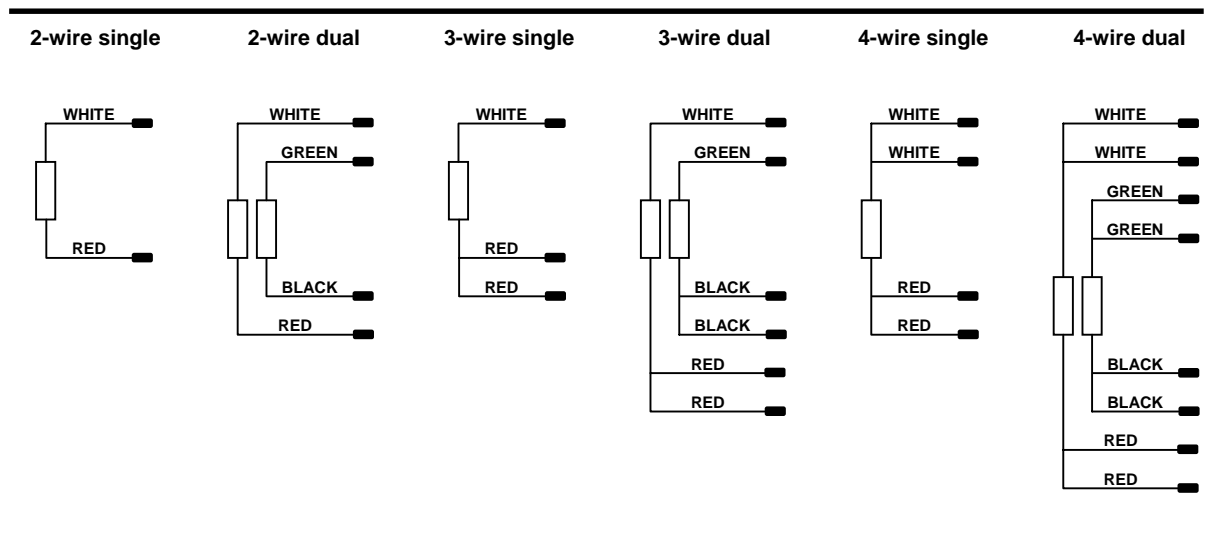 2-wire single
2-wire dual
3-wire single
3-wire dual
4-wire single
4-wire dual
WHITE
RED
WHITE
GREEN
BLACK
RED
WHITE
RED
RED
WHITE
GREEN
BLACK
BLACK
RED
RED
WHITE
WHITE
RED
RED
WHITE
WHITE
GREEN
GREEN
BLACK
BLACK
RED
RED